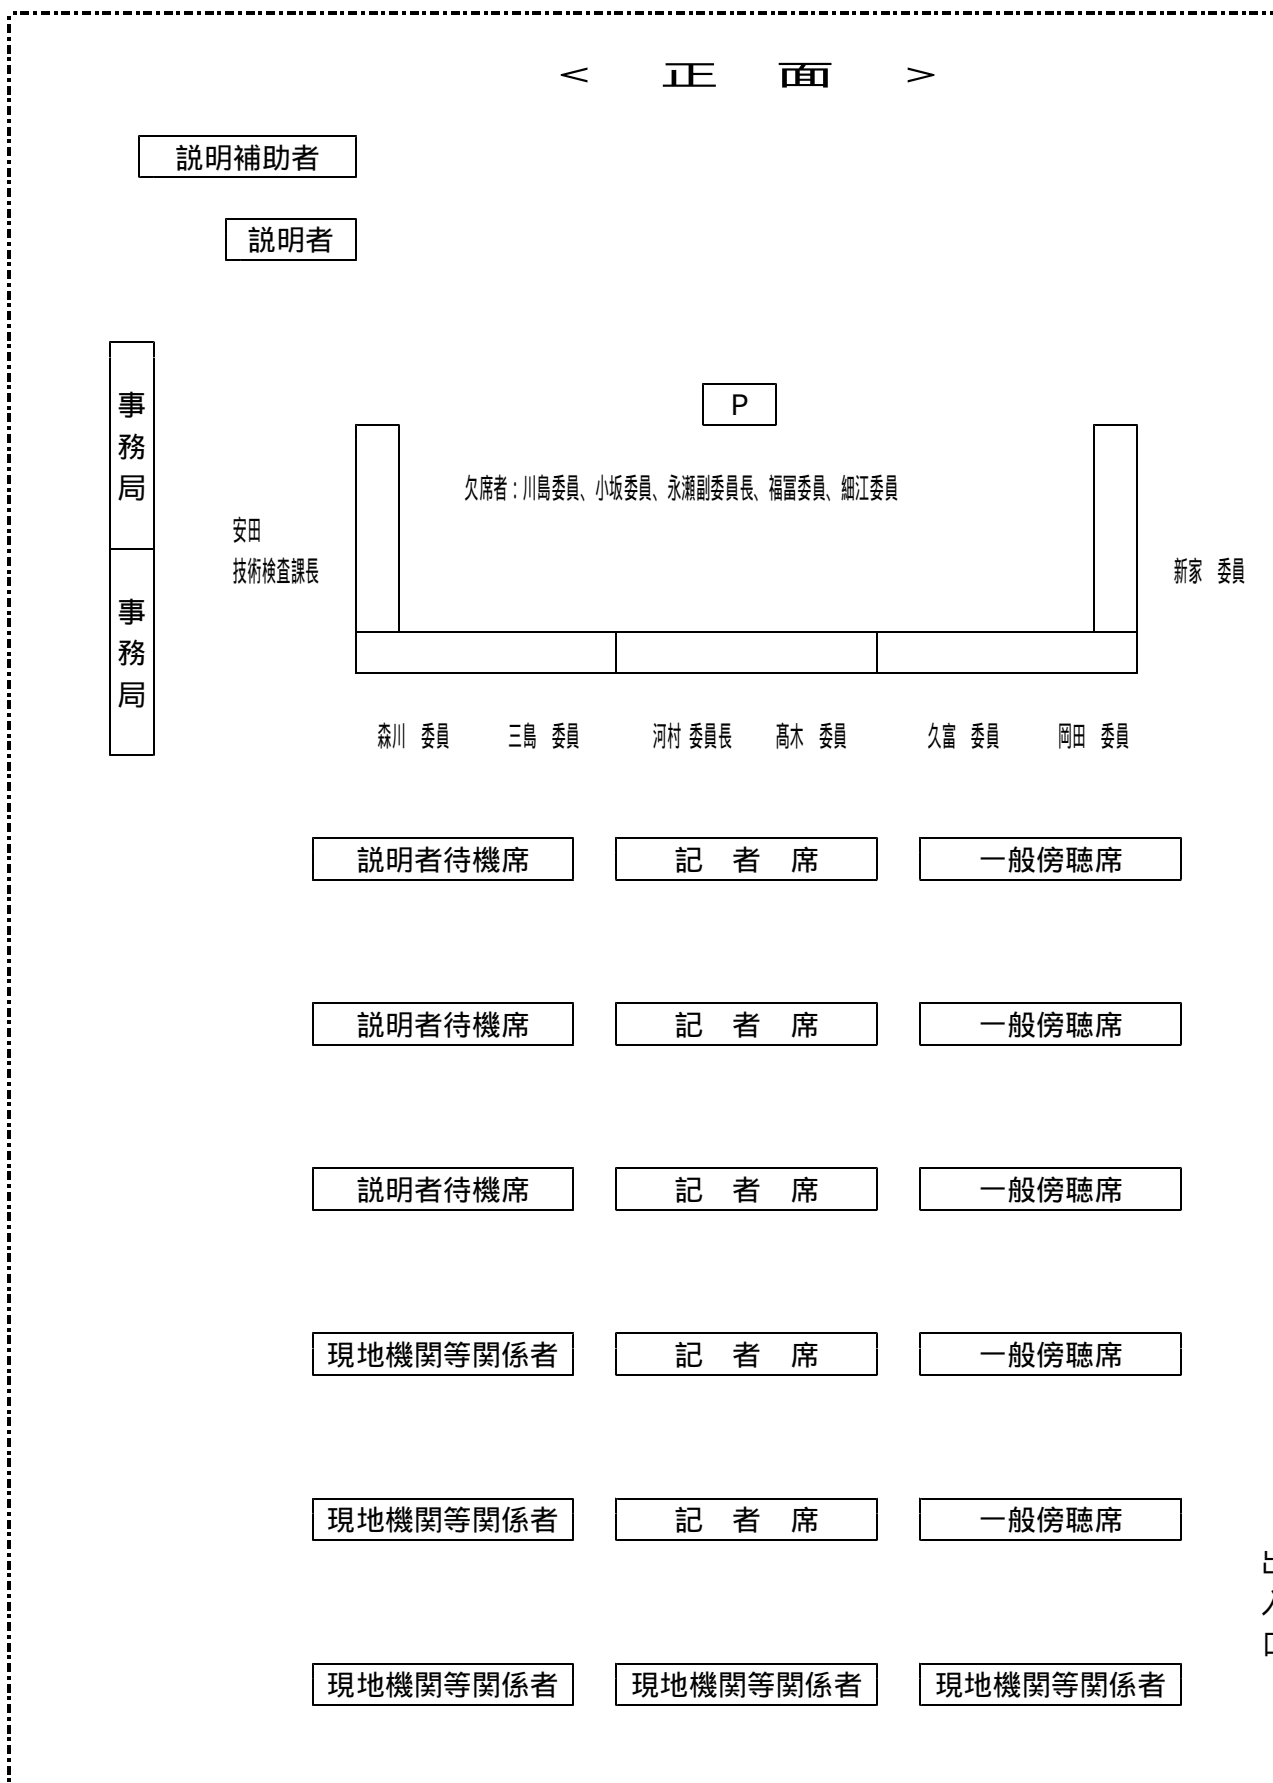 ＜　正　面　＞
説明補助者
説明者
事務局
事務局
P
欠席者：川島委員、小坂委員、永瀬副委員長、福冨委員、細江委員
安田
技術検査課長
新家　委員
森川　委員　三島　委員　河村 委員長　髙木　委員　久富　委員　岡田　委員
説明者待機席　記　者　席　一般傍聴席
説明者待機席　記　者　席　一般傍聴席
説明者待機席　記　者　席　一般傍聴席
現地機関等関係者　記　者　席　一般傍聴席
現地機関等関係者　記　者　席　一般傍聴席
出入口
現地機関等関係者　現地機関等関係者　現地機関等関係者